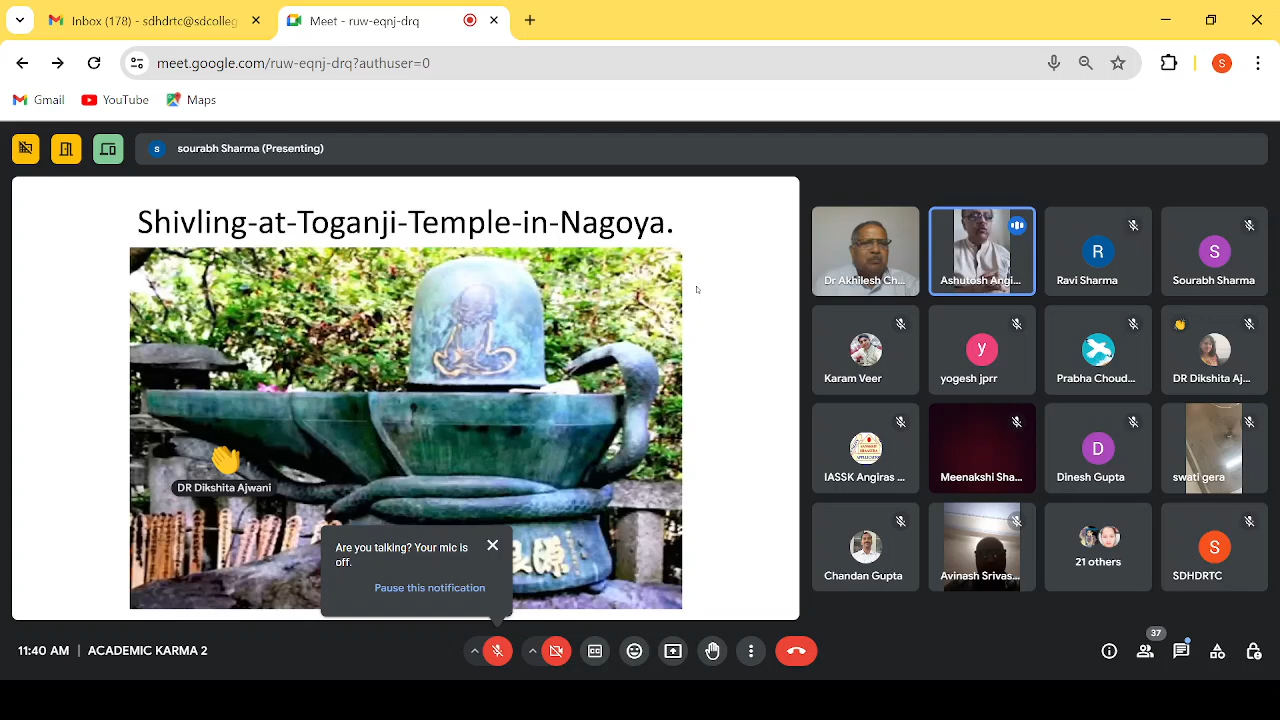 Inbox (178) - sdhdrtc@sdcolleg
Meet - ruw-eqnj-drq
meet.google.com/ruw-eqnj-drq?authuser=0
S
Gmail
YouTube
Maps
s
sourabh Sharma (Presenting)
Shivling-at-Toganji-Temple-in-Nagoya.
DR Dikshita Ajwani
Are you talking? Your mic is
off.
Pause this notification
Dr Akhilesh Ch...
Ashutosh Angi...
R
Ravi Sharma
S
Sourabh Sharma
Karam Veer
y
yogesh jprr
Prabha Choud...
DR Dikshita Aj...
IASSK Angiras ...
Meenakshi Sha...
D
Dinesh Gupta
swati gera
Chandan Gupta
Avinash Srivas...
21 others
S
SDHDRTC
11:40 AM
ACADEMIC KARMA 2
37